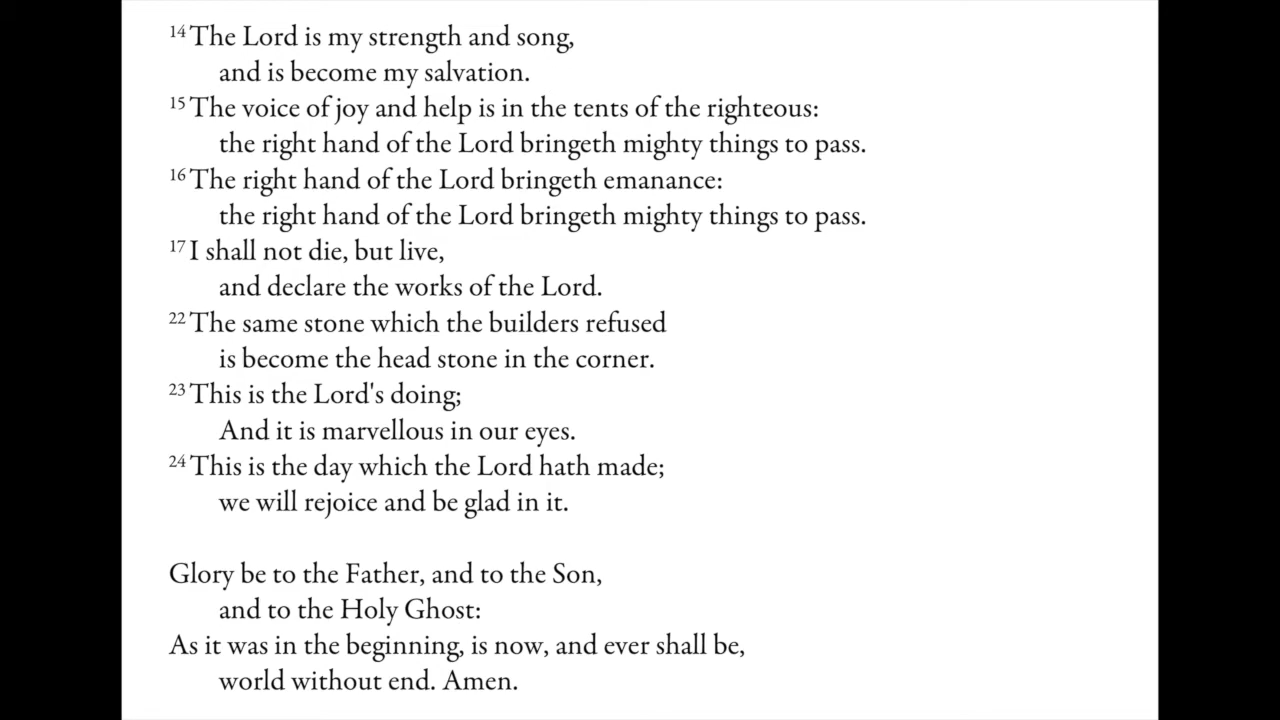 14 The Lord is my strength and song,
and is become my salvation.
15 The voice of joy and help is in the tents of the righteous:
the right hand of the Lord bringeth mighty things to pass.
16 The right hand of the Lord bringeth emanance:
the right hand of the Lord bringeth mighty things to pass.
17 I shall not die, but live,
and declare the works of the Lord.
22 The same stone which the builders refused
is become the head stone in the corner.
23 This is the Lord's doing;
And it is marvellous in our eyes.
24 This is the day which the Lord hath made;
we will rejoice and be glad in it.
Glory be to the Father, and to the Son,
and to the Holy Ghost:
As it was in the beginning, is now, and ever shall be,
world without end. Amen.